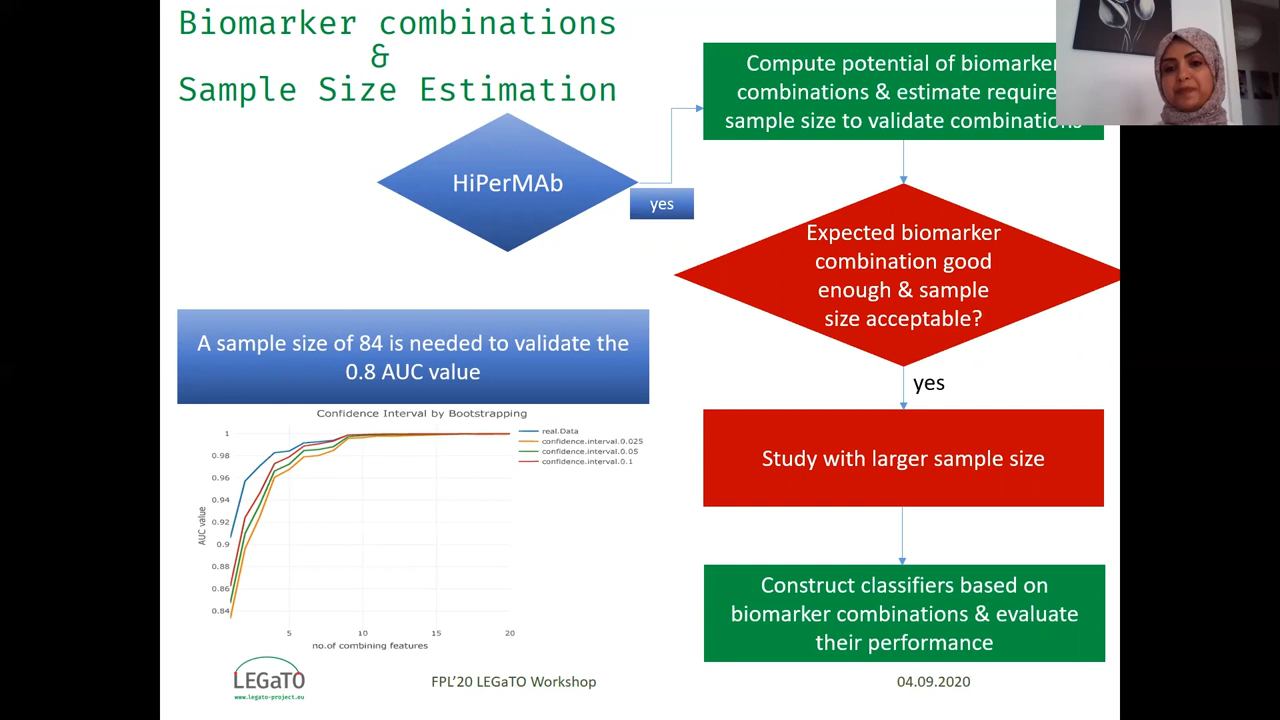 Biomarker combinations
&
Sample Size Estimation
HiPerMAb
yes
Compute potential of biomarker
combinations & estimate require
sample size to validate combinations
Expected biomarker
combination good
enough & sample
size acceptable?
yes
Study with larger sample size
Construct classifiers based on
biomarker combinations & evaluate
their performance
A sample size of 84 is needed to validate the
0.8 AUC value
Confidence Interval by Bootstrapping
real.Data
confidence.interval.0.025
confidence.interval.0.05
confidence.interval.0.1
AUC value
1
0.98
0.96
0.94
0.92
0.9
0.88
0.86
0.84
5
10
15
20
no.of combining features
LEGaTO
www.legato-project.eu
FPL'20 LEGaTO Workshop
04.09.2020